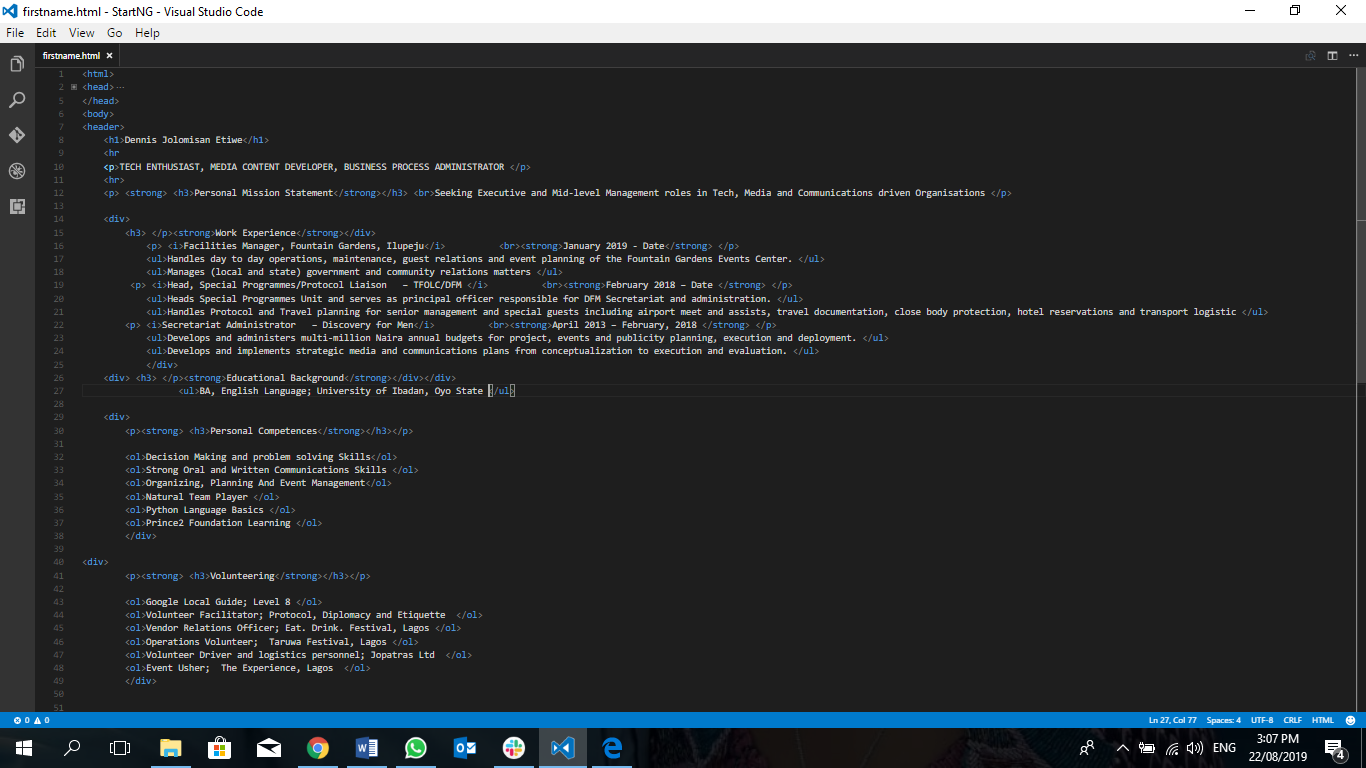 firstname.html - StartNG - Visual Studio Code
File Edit View Go Help
firstname.html ×
1 <html>
2 <head>···
5 </head>
6 <body>
7 <header>
8 <h1>Dennis Jolomisan Etiwe</h1>
9 <hr
10 <p>TECH ENTHUSIAST, MEDIA CONTENT DEVELOPER, BUSINESS PROCESS ADMINISTRATOR </p>
11 <hr>
12 <p> <strong> <h3>Personal Mission Statement</strong></h3> <br>Seeking Executive and Mid-level Management roles in Tech, Media and Communications driven Organisations </p>
13
14 <div>
15 <h3> </p><strong>Work Experience</strong></div>
16 <p> <i>Facilities Manager, Fountain Gardens, Ilupeju</i> <br><strong>January 2019 - Date</strong> </p>
17 <ul>Handles day to day operations, maintenance, guest relations and event planning of the Fountain Gardens Events Center. </ul>
18 <ul>Manages (local and state) government and community relations matters </ul>
19 <p> <i>Head, Special Programmes/Protocol Liaison – TFOLC/DFM </i> <br><strong>February 2018 – Date </strong> </p>
20 <ul>Heads Special Programmes Unit and serves as principal officer responsible for DFM Secretariat and administration. </ul>
21 <ul>Handles Protocol and Travel planning for senior management and special guests including airport meet and assists, travel documentation, close body protection, hotel reservations and transport logistic </ul>
22 <p> <i>Secretariat Administrator – Discovery for Men</i> <br><strong>April 2013 – February, 2018 </strong> </p>
23 <ul>Develops and administers multi-million Naira annual budgets for project, events and publicity planning, execution and deployment. </ul>
24 <ul>Develops and implements strategic media and communications plans from conceptualization to execution and evaluation. </ul>
25 </div>
26 <div> <h3> </p><strong>Educational Background</strong></div></div>
27 <ul>BA, English Language; University of Ibadan, Oyo State </ul>
28
29 <div>
30 <p><strong> <h3>Personal Competences</strong></h3></p>
31
32 <ol>Decision Making and problem solving Skills</ol>
33 <ol>Strong Oral and Written Communications Skills </ol>
34 <ol>Organizing, Planning And Event Management</ol>
35 <ol>Natural Team Player </ol>
36 <ol>Python Language Basics </ol>
37 <ol>Prince2 Foundation Learning </ol>
38 </div>
39
40 <div>
41 <p><strong> <h3>Volunteering</strong></h3></p>
42
43 <ol>Google Local Guide; Level 8 </ol>
44 <ol>Volunteer Facilitator; Protocol, Diplomacy and Etiquette </ol>
45 <ol>Vendor Relations Officer; Eat. Drink. Festival, Lagos </ol>
46 <ol>Operations Volunteer; Taruwa Festival, Lagos </ol>
47 <ol>Volunteer Driver and logistics personnel; Jopatras Ltd </ol>
48 <ol>Event Usher; The Experience, Lagos </ol>
49 </div>
50
51
0 0 Ln 27, Col 77 Spaces: 4 UTF-8 CRLF HTML
ENG 3:07 PM
22/08/2019 4